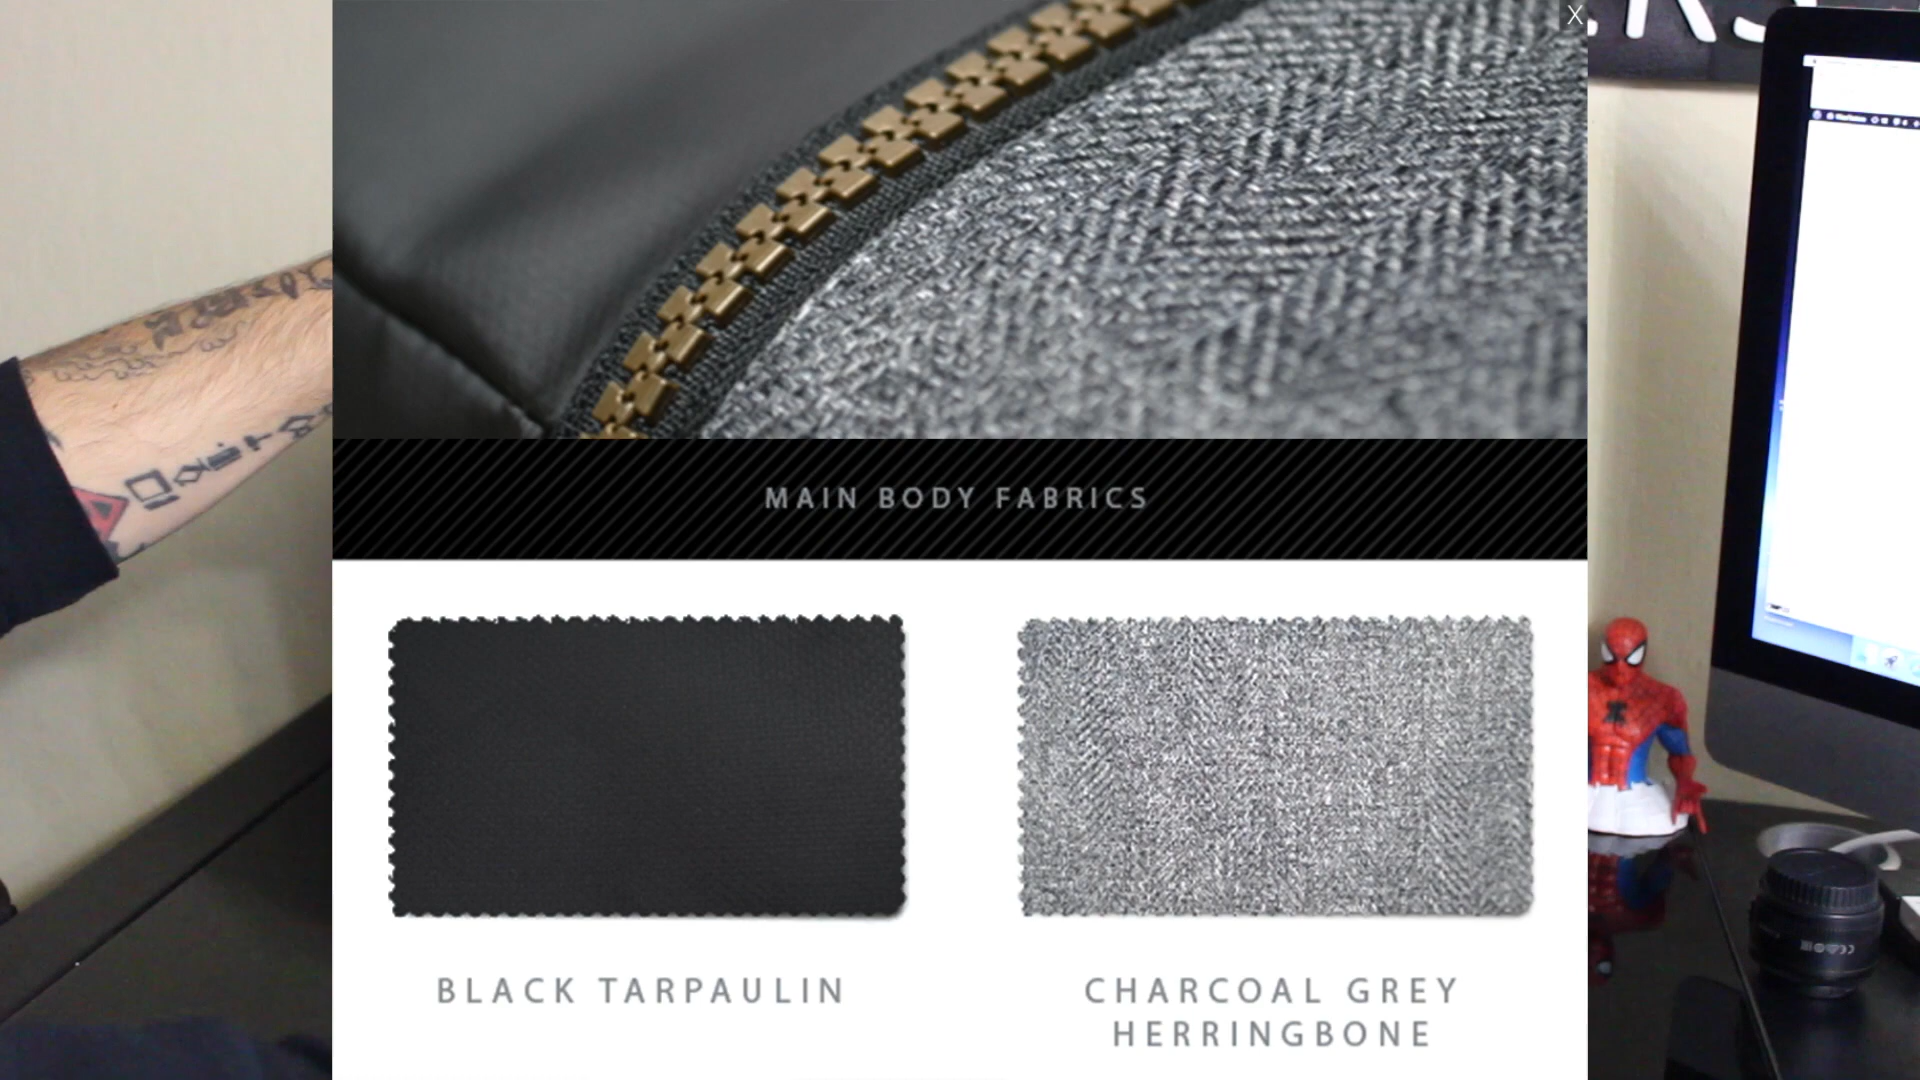 X
MAIN BODY FABRICS
BLACK TARPAULIN
CHARCOAL GREY
HERRINGBONE